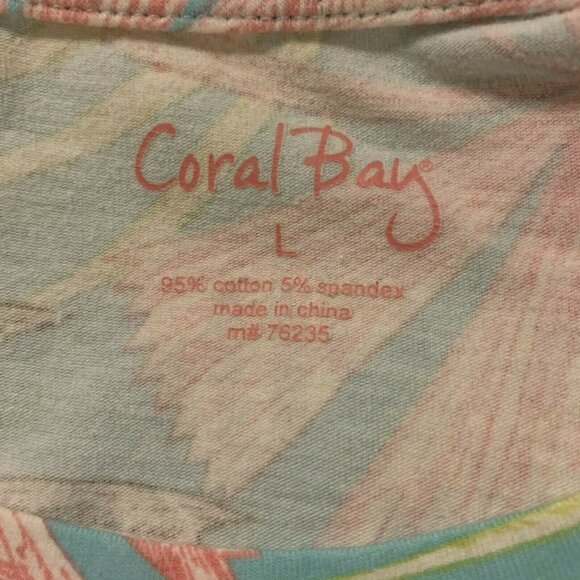 Coral Bay®
L
95% cotton 5% spandex
made in china
m# 76235